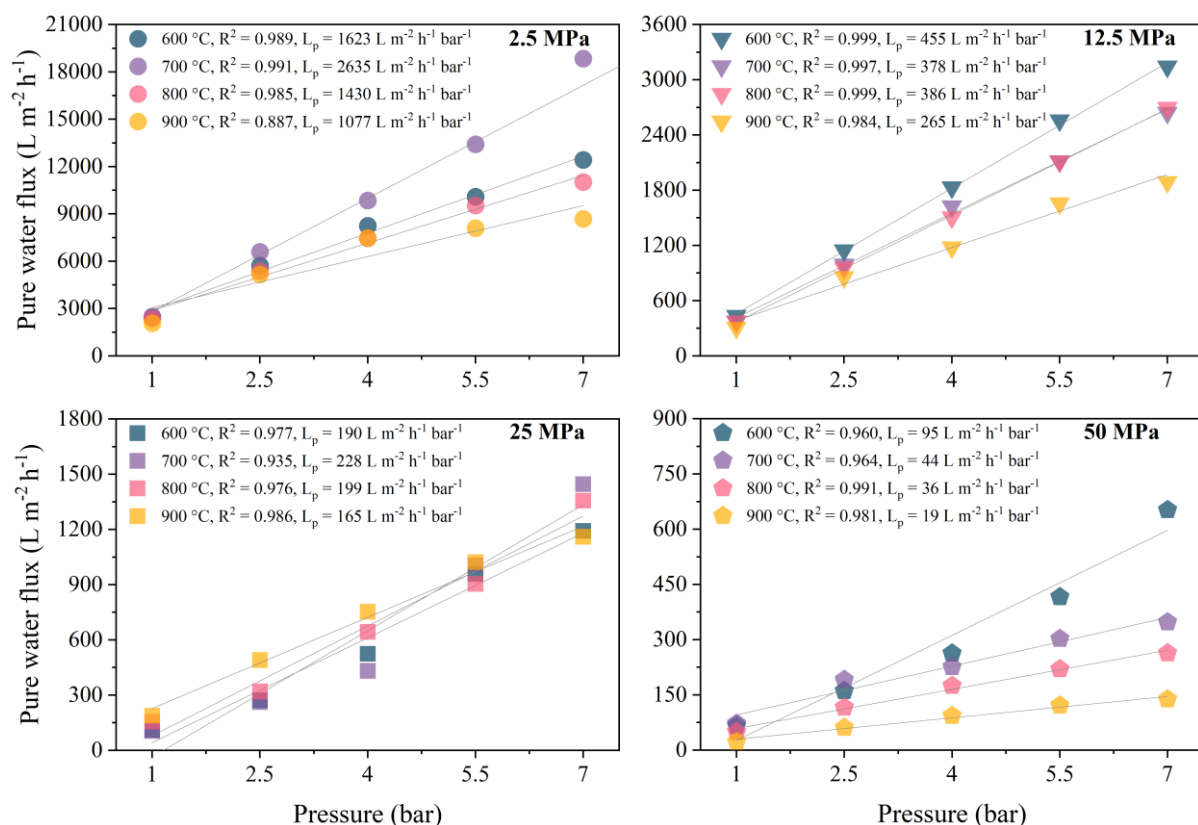 2.5 MPa
600 °C, R² = 0.989, Lₚ = 1623 L m⁻² h⁻¹ bar⁻¹
700 °C, R² = 0.991, Lₚ = 2635 L m⁻² h⁻¹ bar⁻¹
800 °C, R² = 0.985, Lₚ = 1430 L m⁻² h⁻¹ bar⁻¹
900 °C, R² = 0.887, Lₚ = 1077 L m⁻² h⁻¹ bar⁻¹
21000
18000
15000
12000
9000
6000
3000
0
Pure water flux (L m⁻² h⁻¹)
1 2.5 4 5.5 7
12.5 MPa
600 °C, R² = 0.999, Lₚ = 455 L m⁻² h⁻¹ bar⁻¹
700 °C, R² = 0.997, Lₚ = 378 L m⁻² h⁻¹ bar⁻¹
800 °C, R² = 0.999, Lₚ = 386 L m⁻² h⁻¹ bar⁻¹
900 °C, R² = 0.984, Lₚ = 265 L m⁻² h⁻¹ bar⁻¹
3600
3000
2400
1800
1200
600
0
1 2.5 4 5.5 7
25 MPa
600 °C, R² = 0.977, Lₚ = 190 L m⁻² h⁻¹ bar⁻¹
700 °C, R² = 0.935, Lₚ = 228 L m⁻² h⁻¹ bar⁻¹
800 °C, R² = 0.976, Lₚ = 199 L m⁻² h⁻¹ bar⁻¹
900 °C, R² = 0.986, Lₚ = 165 L m⁻² h⁻¹ bar⁻¹
1800
1500
1200
900
600
300
0
Pure water flux (L m⁻² h⁻¹)
1 2.5 4 5.5 7
Pressure (bar)
50 MPa
600 °C, R² = 0.960, Lₚ = 95 L m⁻² h⁻¹ bar⁻¹
700 °C, R² = 0.964, Lₚ = 44 L m⁻² h⁻¹ bar⁻¹
800 °C, R² = 0.991, Lₚ = 36 L m⁻² h⁻¹ bar⁻¹
900 °C, R² = 0.981, Lₚ = 19 L m⁻² h⁻¹ bar⁻¹
900
750
600
450
300
150
0
1 2.5 4 5.5 7
Pressure (bar)